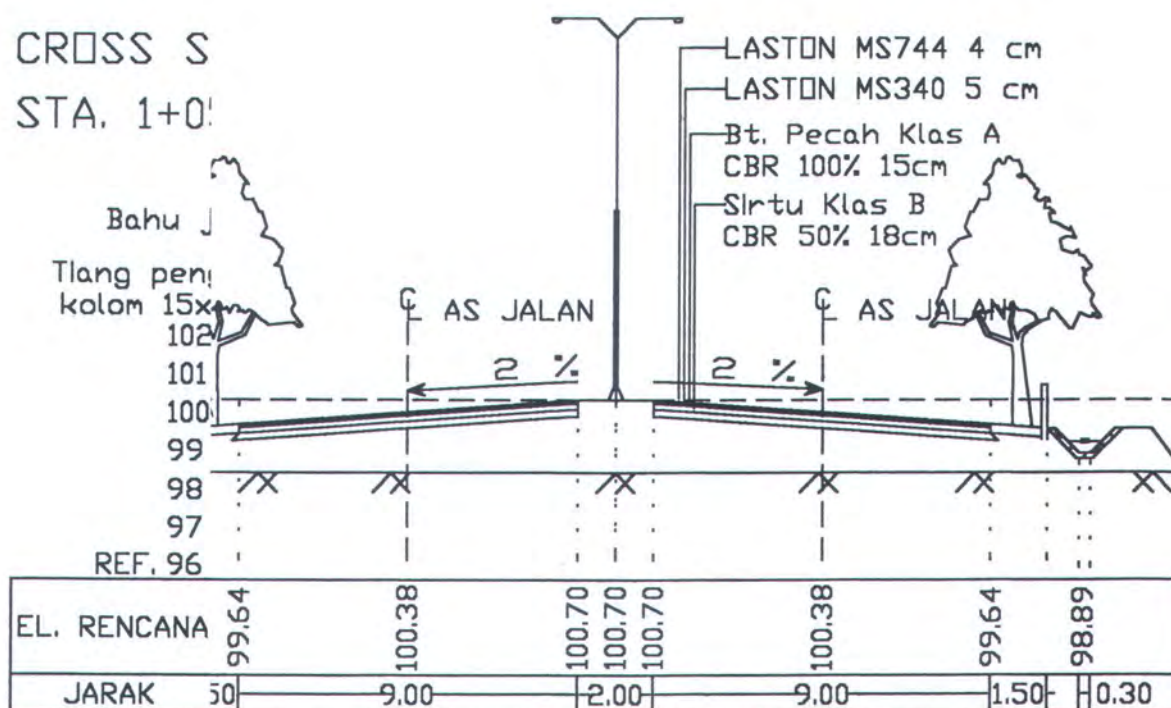 CROSS S
STA. 1+0
LASTON MS744 4 cm
LASTON MS340 5 cm
Bt. Pecah Klas A
CBR 100% 15cm
Sirtu Klas B
CBR 50% 18cm
Bahu J
Tiang peng
kolom 15x
℄ AS JALAN
℄ AS JALAN
2 %
2 %
102
101
100
99
98
97
REF. 96
EL. RENCANA 99.64 100.38 100.70 100.70 100.70 100.38 99.64 98.89
JARAK 50 9.00 2.00 9.00 1.50 0.30